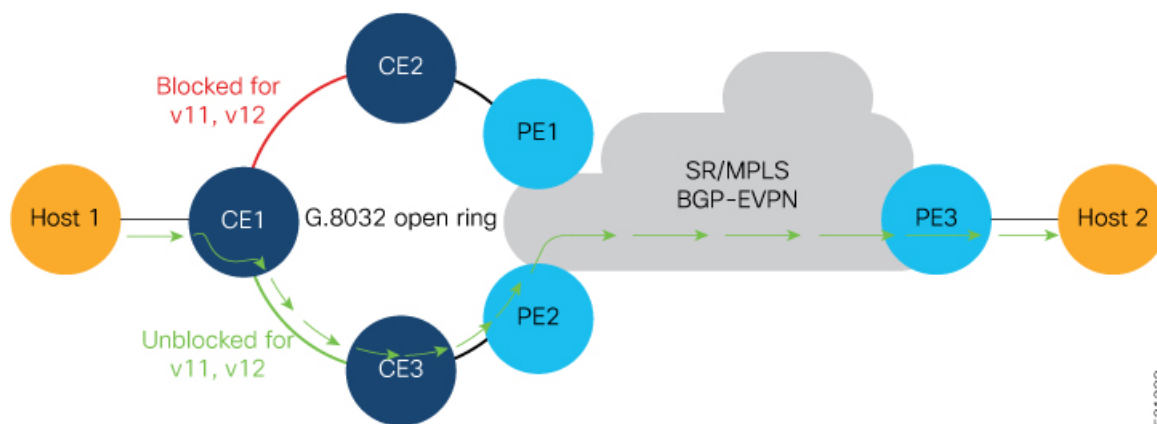 CE2
Blocked for
v11, v12
PE1
SR/MPLS
BGP-EVPN
Host 1
CE1
G.8032 open ring
PE3
Host 2
PE2
Unblocked for
v11, v12
CE3